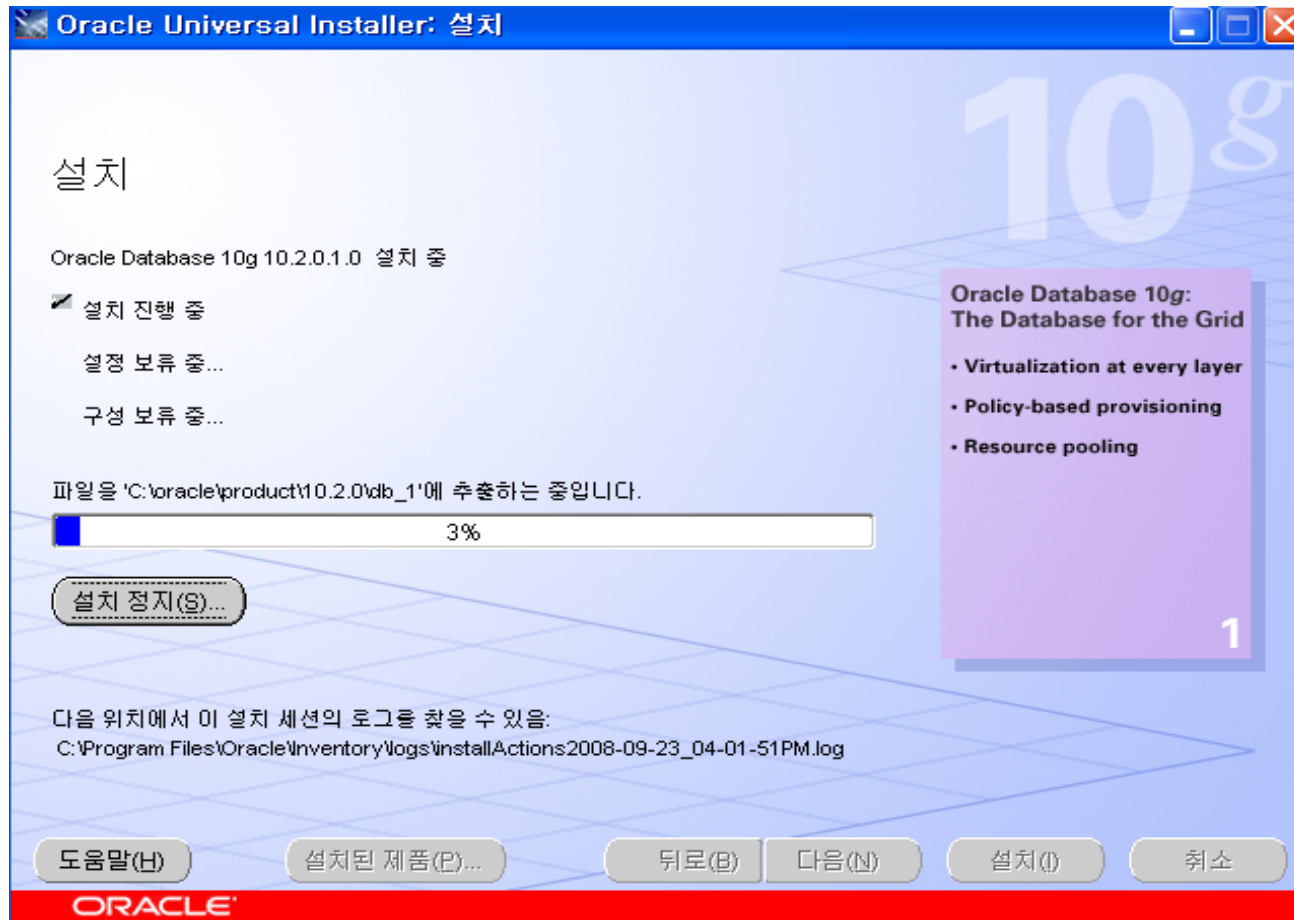 Oracle Universal Installer: 설치
10g
설치
Oracle Database 10g 10.2.0.1.0 설치 중
설치 진행 중
설정 보류 중...
구성 보류 중...
파일을 'C:\oracle\product\10.2.0\db_1'에 추출하는 중입니다.
3%
설치 정지(S)...
Oracle Database 10g:
The Database for the Grid
• Virtualization at every layer
• Policy-based provisioning
• Resource pooling
1
다음 위치에서 이 설치 세션의 로그를 찾을 수 있음:
C:\Program Files\Oracle\Inventory\logs\installActions2008-09-23_04-01-51PM.log
도움말(H) 설치된 제품(P)... 뒤로(B) 다음(N) 설치(I) 취소
ORACLE